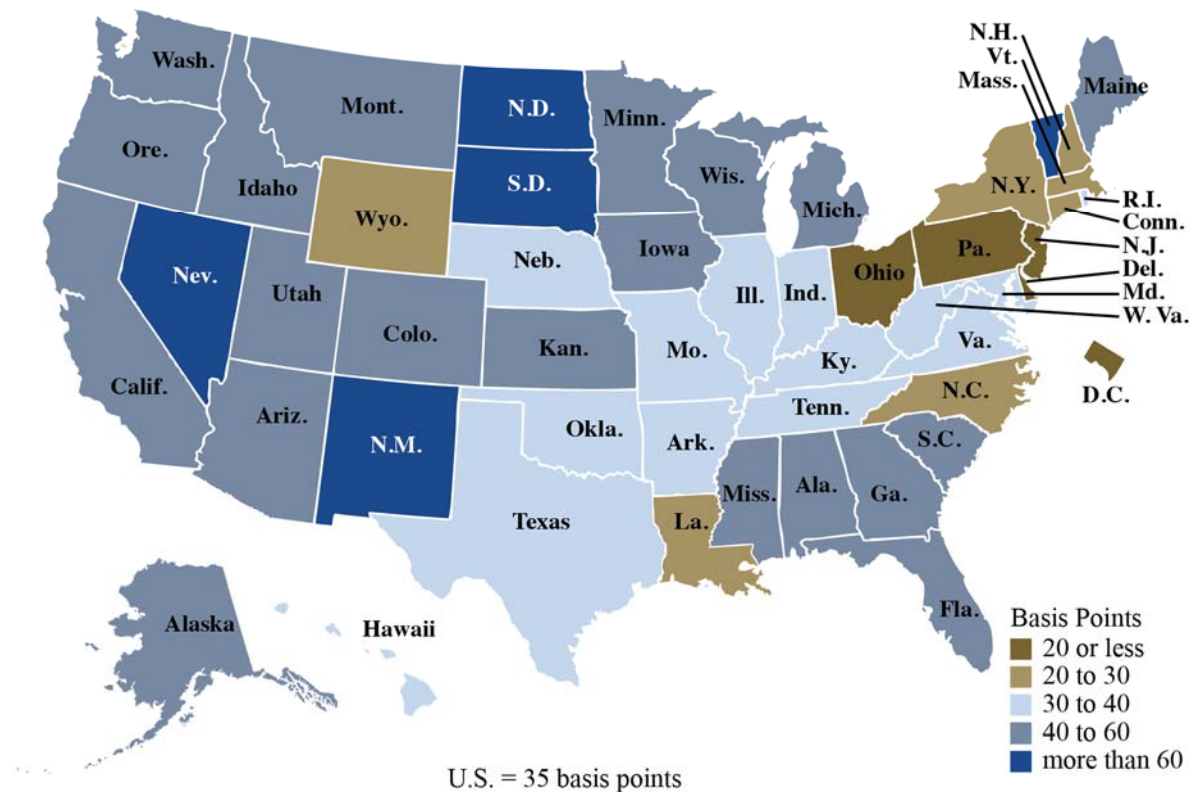 N.H.
Vt.
Mass.
Wash.
Mont.
N.D.
Minn.
Maine
Ore.
Idaho
S.D.
Wis.
Mich.
N.Y.
R.I.
Conn.
N.J.
Del.
Md.
W. Va.
Wyo.
Iowa
Neb.
Nev.
Utah
Colo.
Kan.
Ill.
Ind.
Ohio
Pa.
Mo.
Ky.
Va.
D.C.
Calif.
Ariz.
N.M.
Okla.
Ark.
Tenn.
N.C.
S.C.
Texas
La.
Miss.
Ala.
Ga.
Fla.
Alaska
Hawaii
Basis Points
20 or less
20 to 30
30 to 40
40 to 60
more than 60
U.S. = 35 basis points